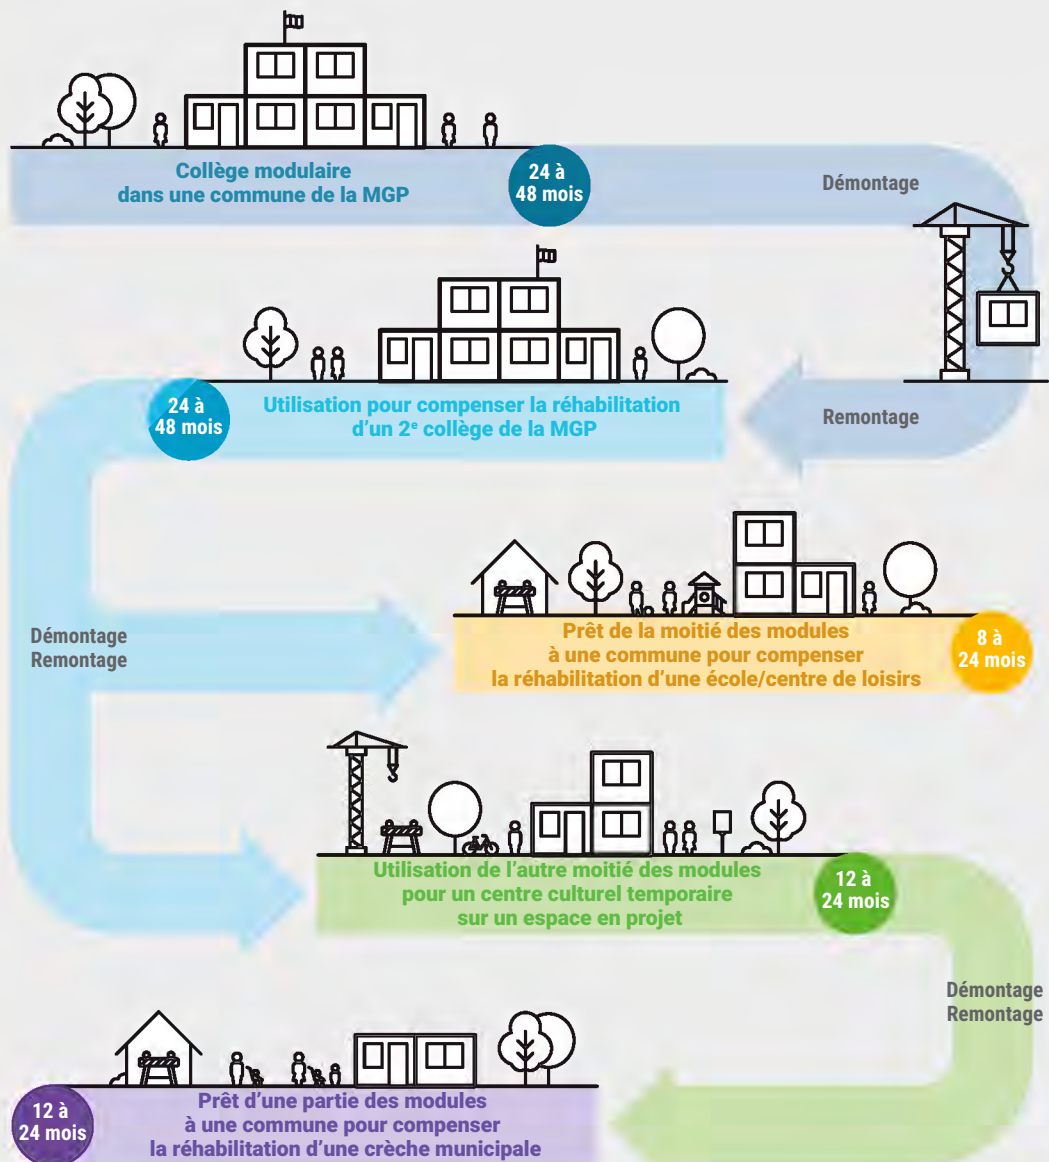 Collège modulaire
dans une commune de la MGP
24 à
48 mois
Démontage
Remontage
24 à
48 mois
Utilisation pour compenser la réhabilitation
d'un 2e collège de la MGP
Démontage
Remontage
Prêt de la moitié des modules
à une commune pour compenser
la réhabilitation d'une école/centre de loisirs
8 à
24 mois
Utilisation de l'autre moitié des modules
pour un centre culturel temporaire
sur un espace en projet
12 à
24 mois
Démontage
Remontage
12 à
24 mois
Prêt d'une partie des modules
à une commune pour compenser
la réhabilitation d'une crèche municipale